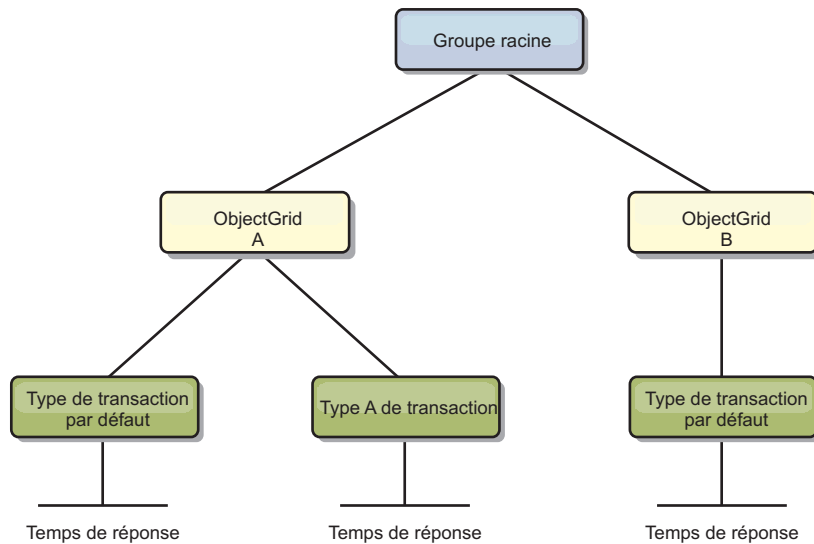 Groupe racine
ObjectGrid
A
ObjectGrid
B
Type de transaction
par défaut
Type A de transaction
Type de transaction
par défaut
Temps de réponse
Temps de réponse
Temps de réponse